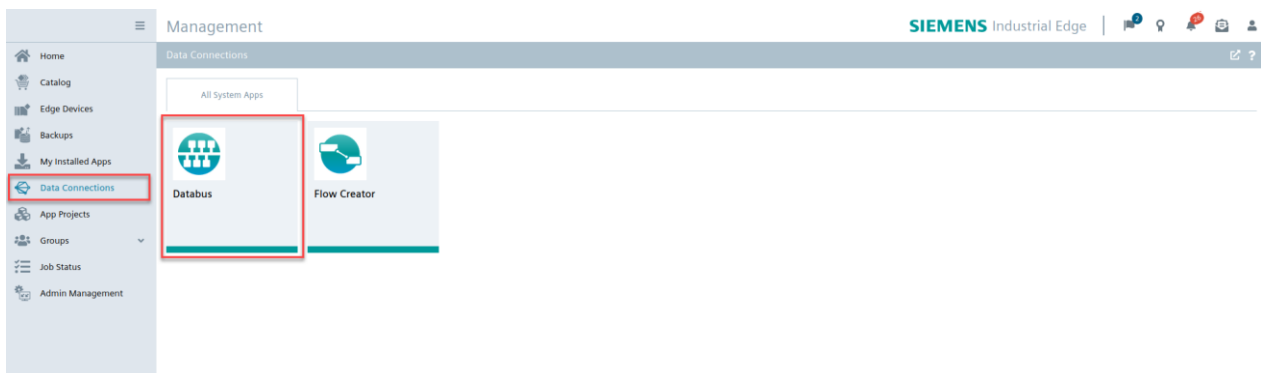 Management
SIEMENS Industrial Edge
2
Home
Data Connections
?
Catalog
All System Apps
Edge Devices
Backups
My Installed Apps
Data Connections
Databus
Flow Creator
App Projects
Groups
Job Status
Admin Management